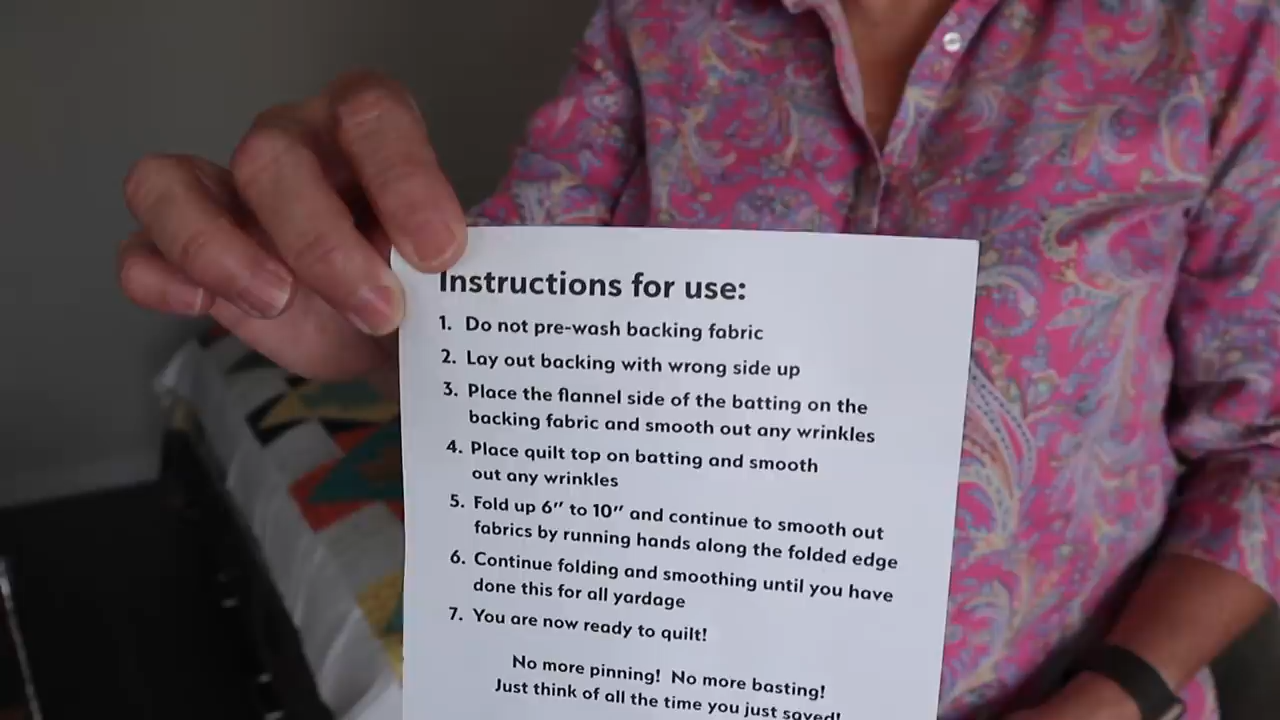 Instructions for use:
1. Do not pre-wash backing fabric
2. Lay out backing with wrong side up
3. Place the flannel side of the batting on the
backing fabric and smooth out any wrinkles
4. Place quilt top on batting and smooth
out any wrinkles
5. Fold up 6" to 10" and continue to smooth out
fabrics by running hands along the folded edge
6. Continue folding and smoothing until you have
done this for all yardage
7. You are now ready to quilt!
No more pinning! No more basting!
Just think of all the time you just saved!